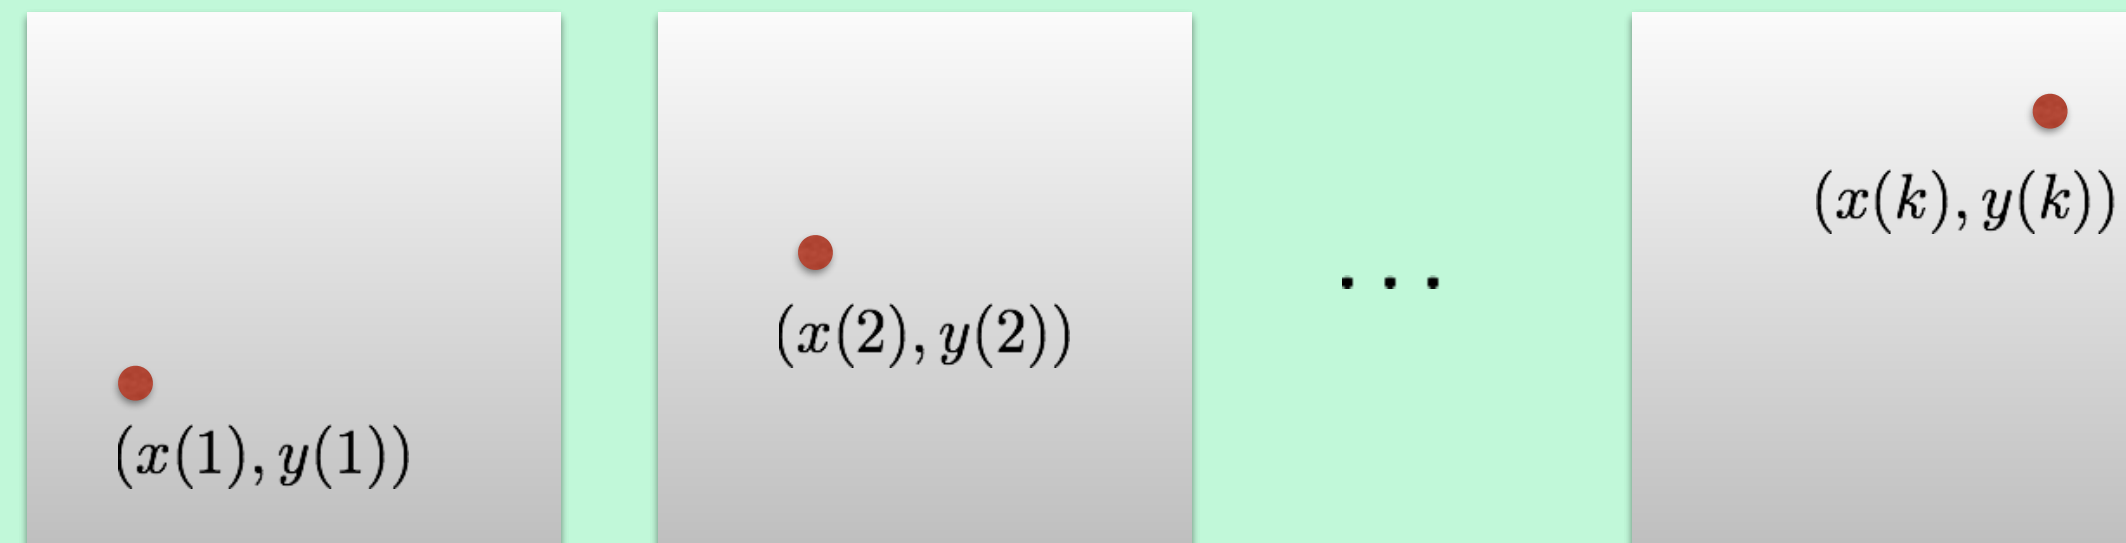 (x(1), y(1))
(x(2), y(2))
...
(x(k), y(k))